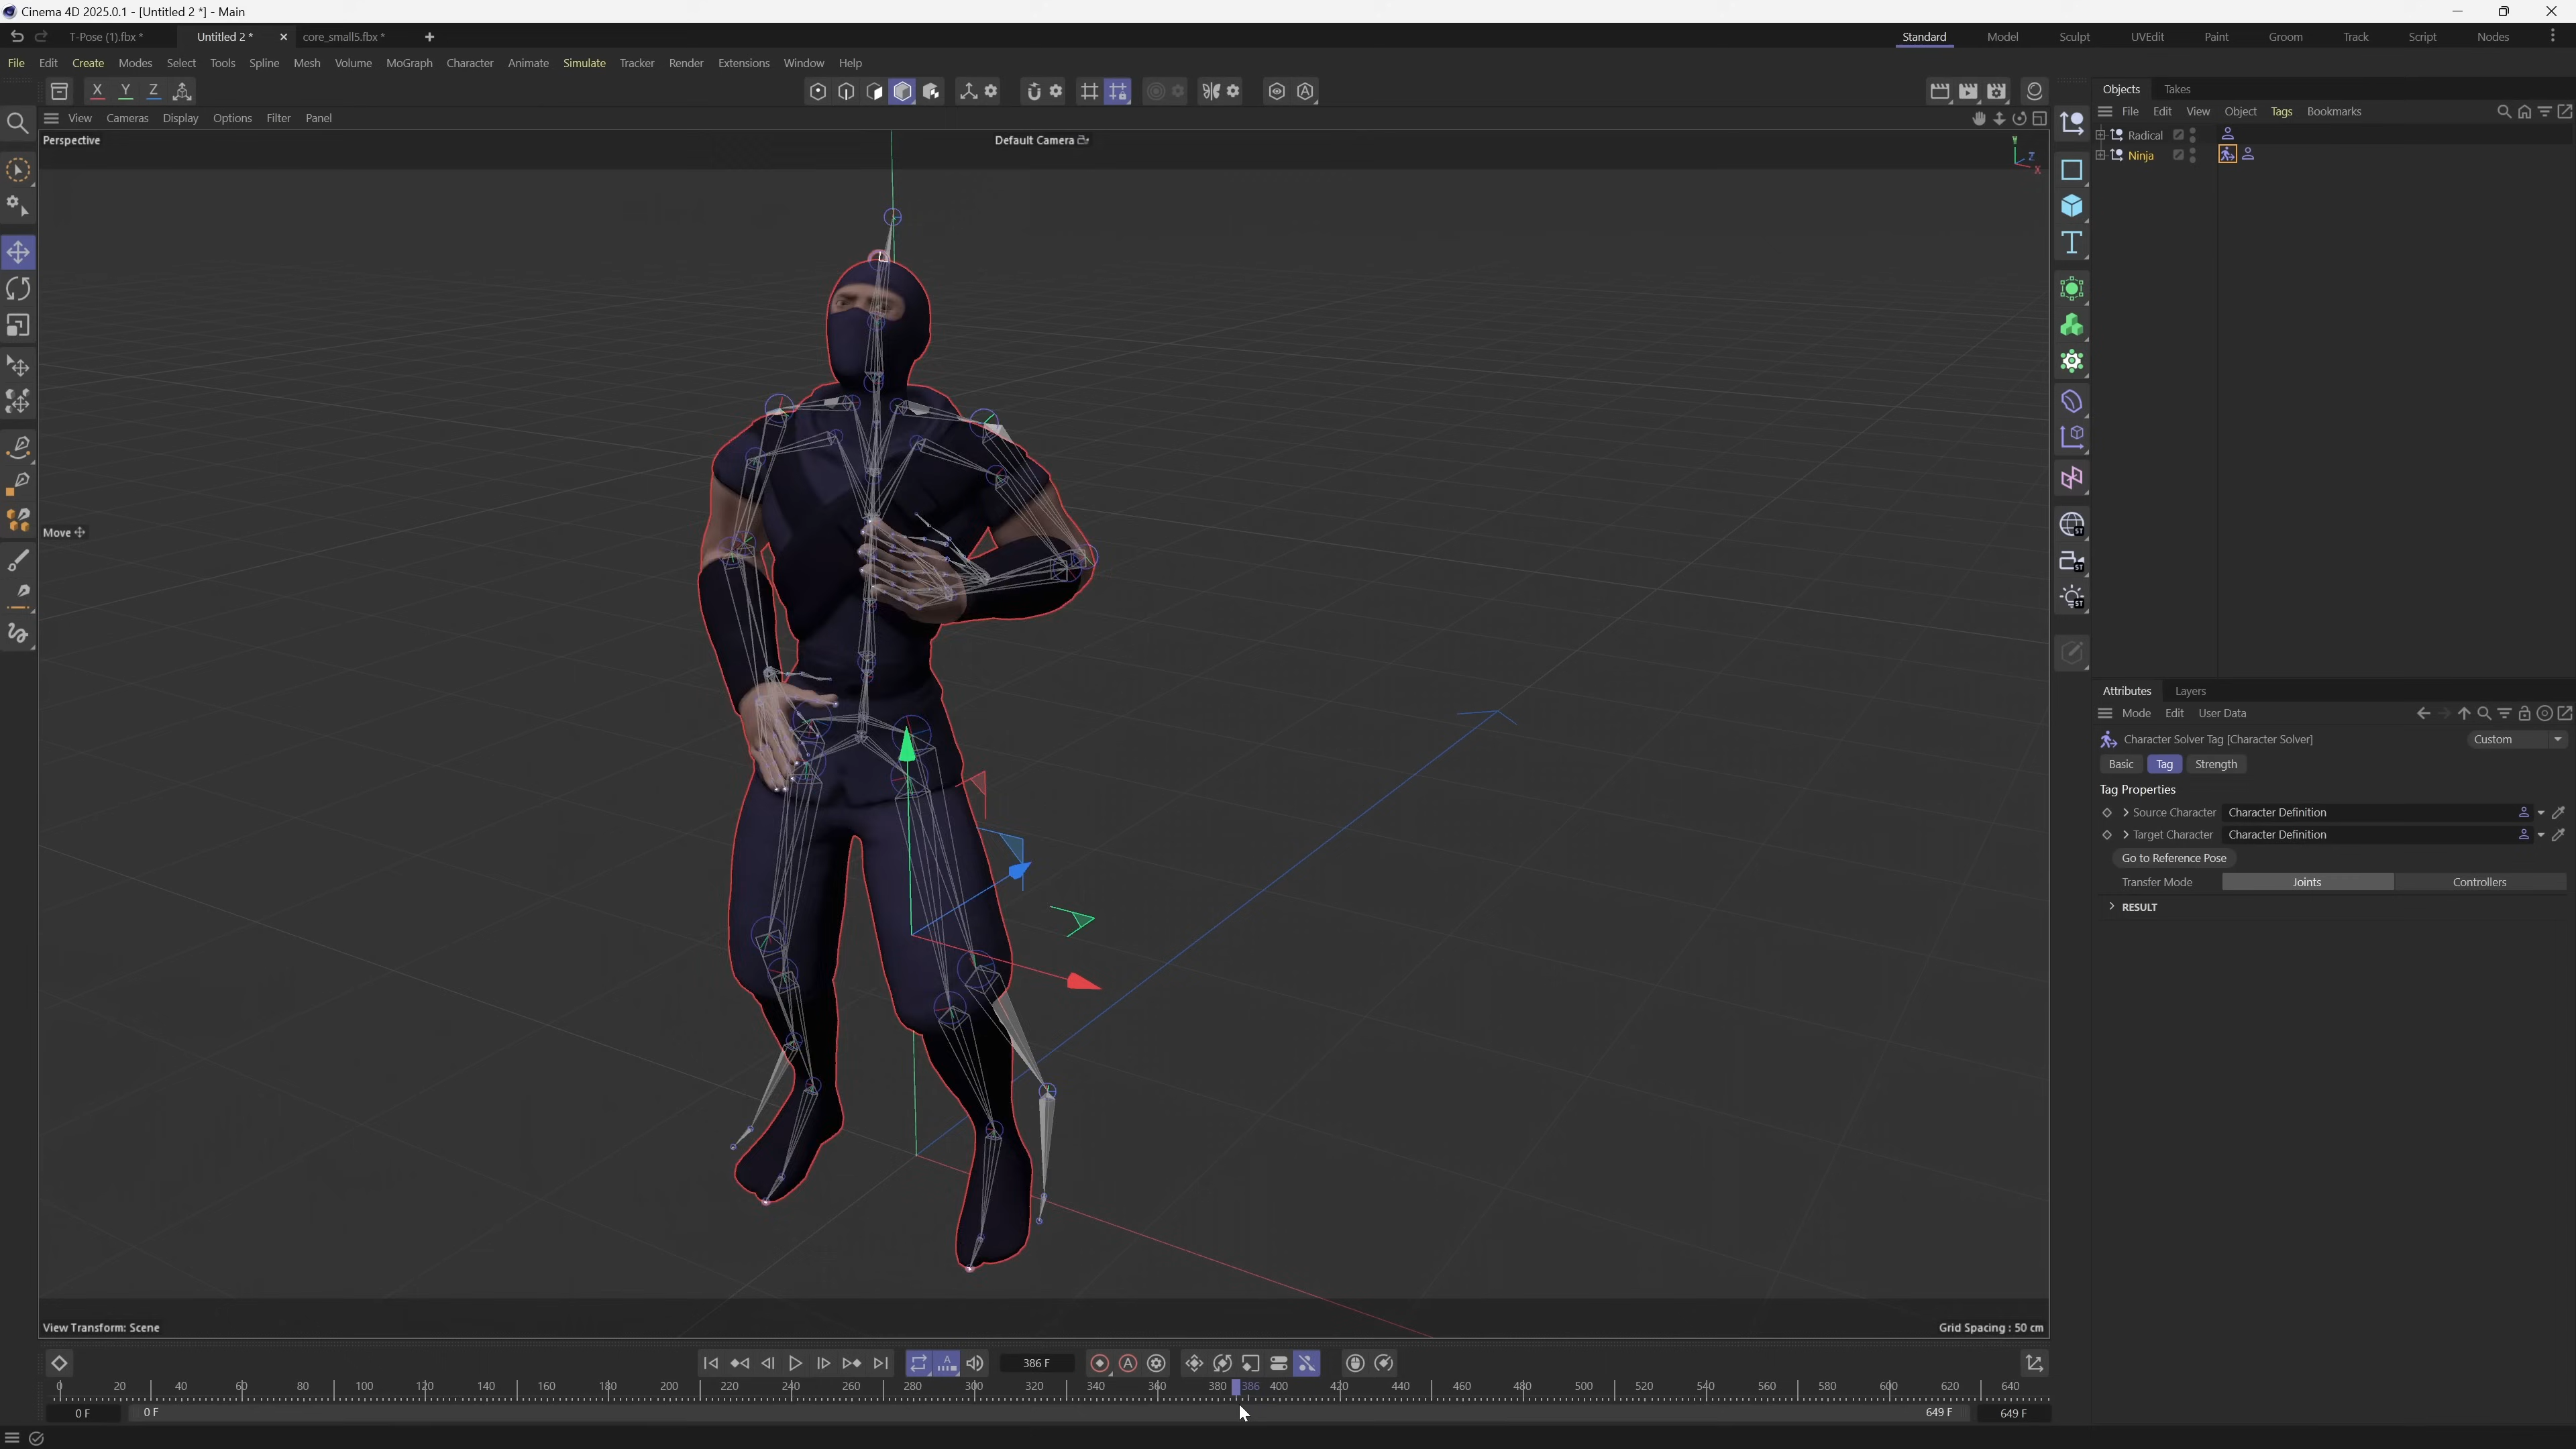 Cinema 4D 2025.0.1 - [Untitled 2 *] - Main
T-Pose (1).fbx * Untitled 2 * core_small5.fbx * Standard Model Sculpt UVEdit Paint Groom Track Script Nodes
File Edit Create Modes Select Tools Spline Mesh Volume MoGraph Character Animate Simulate Tracker Render Extensions Window Help
X Y Z
Objects Takes
View Cameras Display Options Filter Panel
File Edit View Object Tags Bookmarks
Perspective
Default Camera
Y
Z
X
Radical
Ninja
Move
ST
ST
ST
Attributes Layers
Mode Edit User Data
Character Solver Tag [Character Solver] Custom
Basic Tag Strength
Tag Properties
Source Character Character Definition
Target Character Character Definition
Go to Reference Pose
Transfer Mode Joints Controllers
RESULT
View Transform: Scene
Grid Spacing : 50 cm
A 386 F A
0 20 40 60 80 100 120 140 160 180 200 220 240 260 280 300 320 340 360 380 386 400 420 440 460 480 500 520 540 560 580 600 620 640
0 F 0 F 649 F 649 F